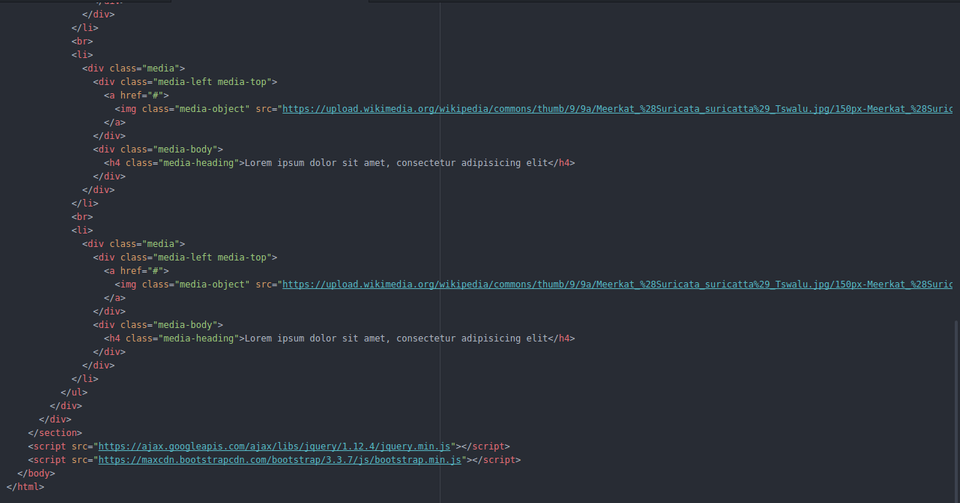 </div>
</li>
<br>
<li>
<div class="media">
<div class="media-left media-top">
<a href="#">
<img class="media-object" src="https://upload.wikimedia.org/wikipedia/commons/thumb/9/9a/Meerkat_%28Suricata_suricatta%29_Tswalu.jpg/150px-Meerkat_%28Suric
</a>
</div>
<div class="media-body">
<h4 class="media-heading">Lorem ipsum dolor sit amet, consectetur adipisicing elit</h4>
</div>
</div>
</li>
<br>
<li>
<div class="media">
<div class="media-left media-top">
<a href="#">
<img class="media-object" src="https://upload.wikimedia.org/wikipedia/commons/thumb/9/9a/Meerkat_%28Suricata_suricatta%29_Tswalu.jpg/150px-Meerkat_%28Suric
</a>
</div>
<div class="media-body">
<h4 class="media-heading">Lorem ipsum dolor sit amet, consectetur adipisicing elit</h4>
</div>
</div>
</li>
</ul>
</div>
</div>
</section>
<script src="https://ajax.googleapis.com/ajax/libs/jquery/1.12.4/jquery.min.js"></script>
<script src="https://maxcdn.bootstrapcdn.com/bootstrap/3.3.7/js/bootstrap.min.js"></script>
</body>
</html>